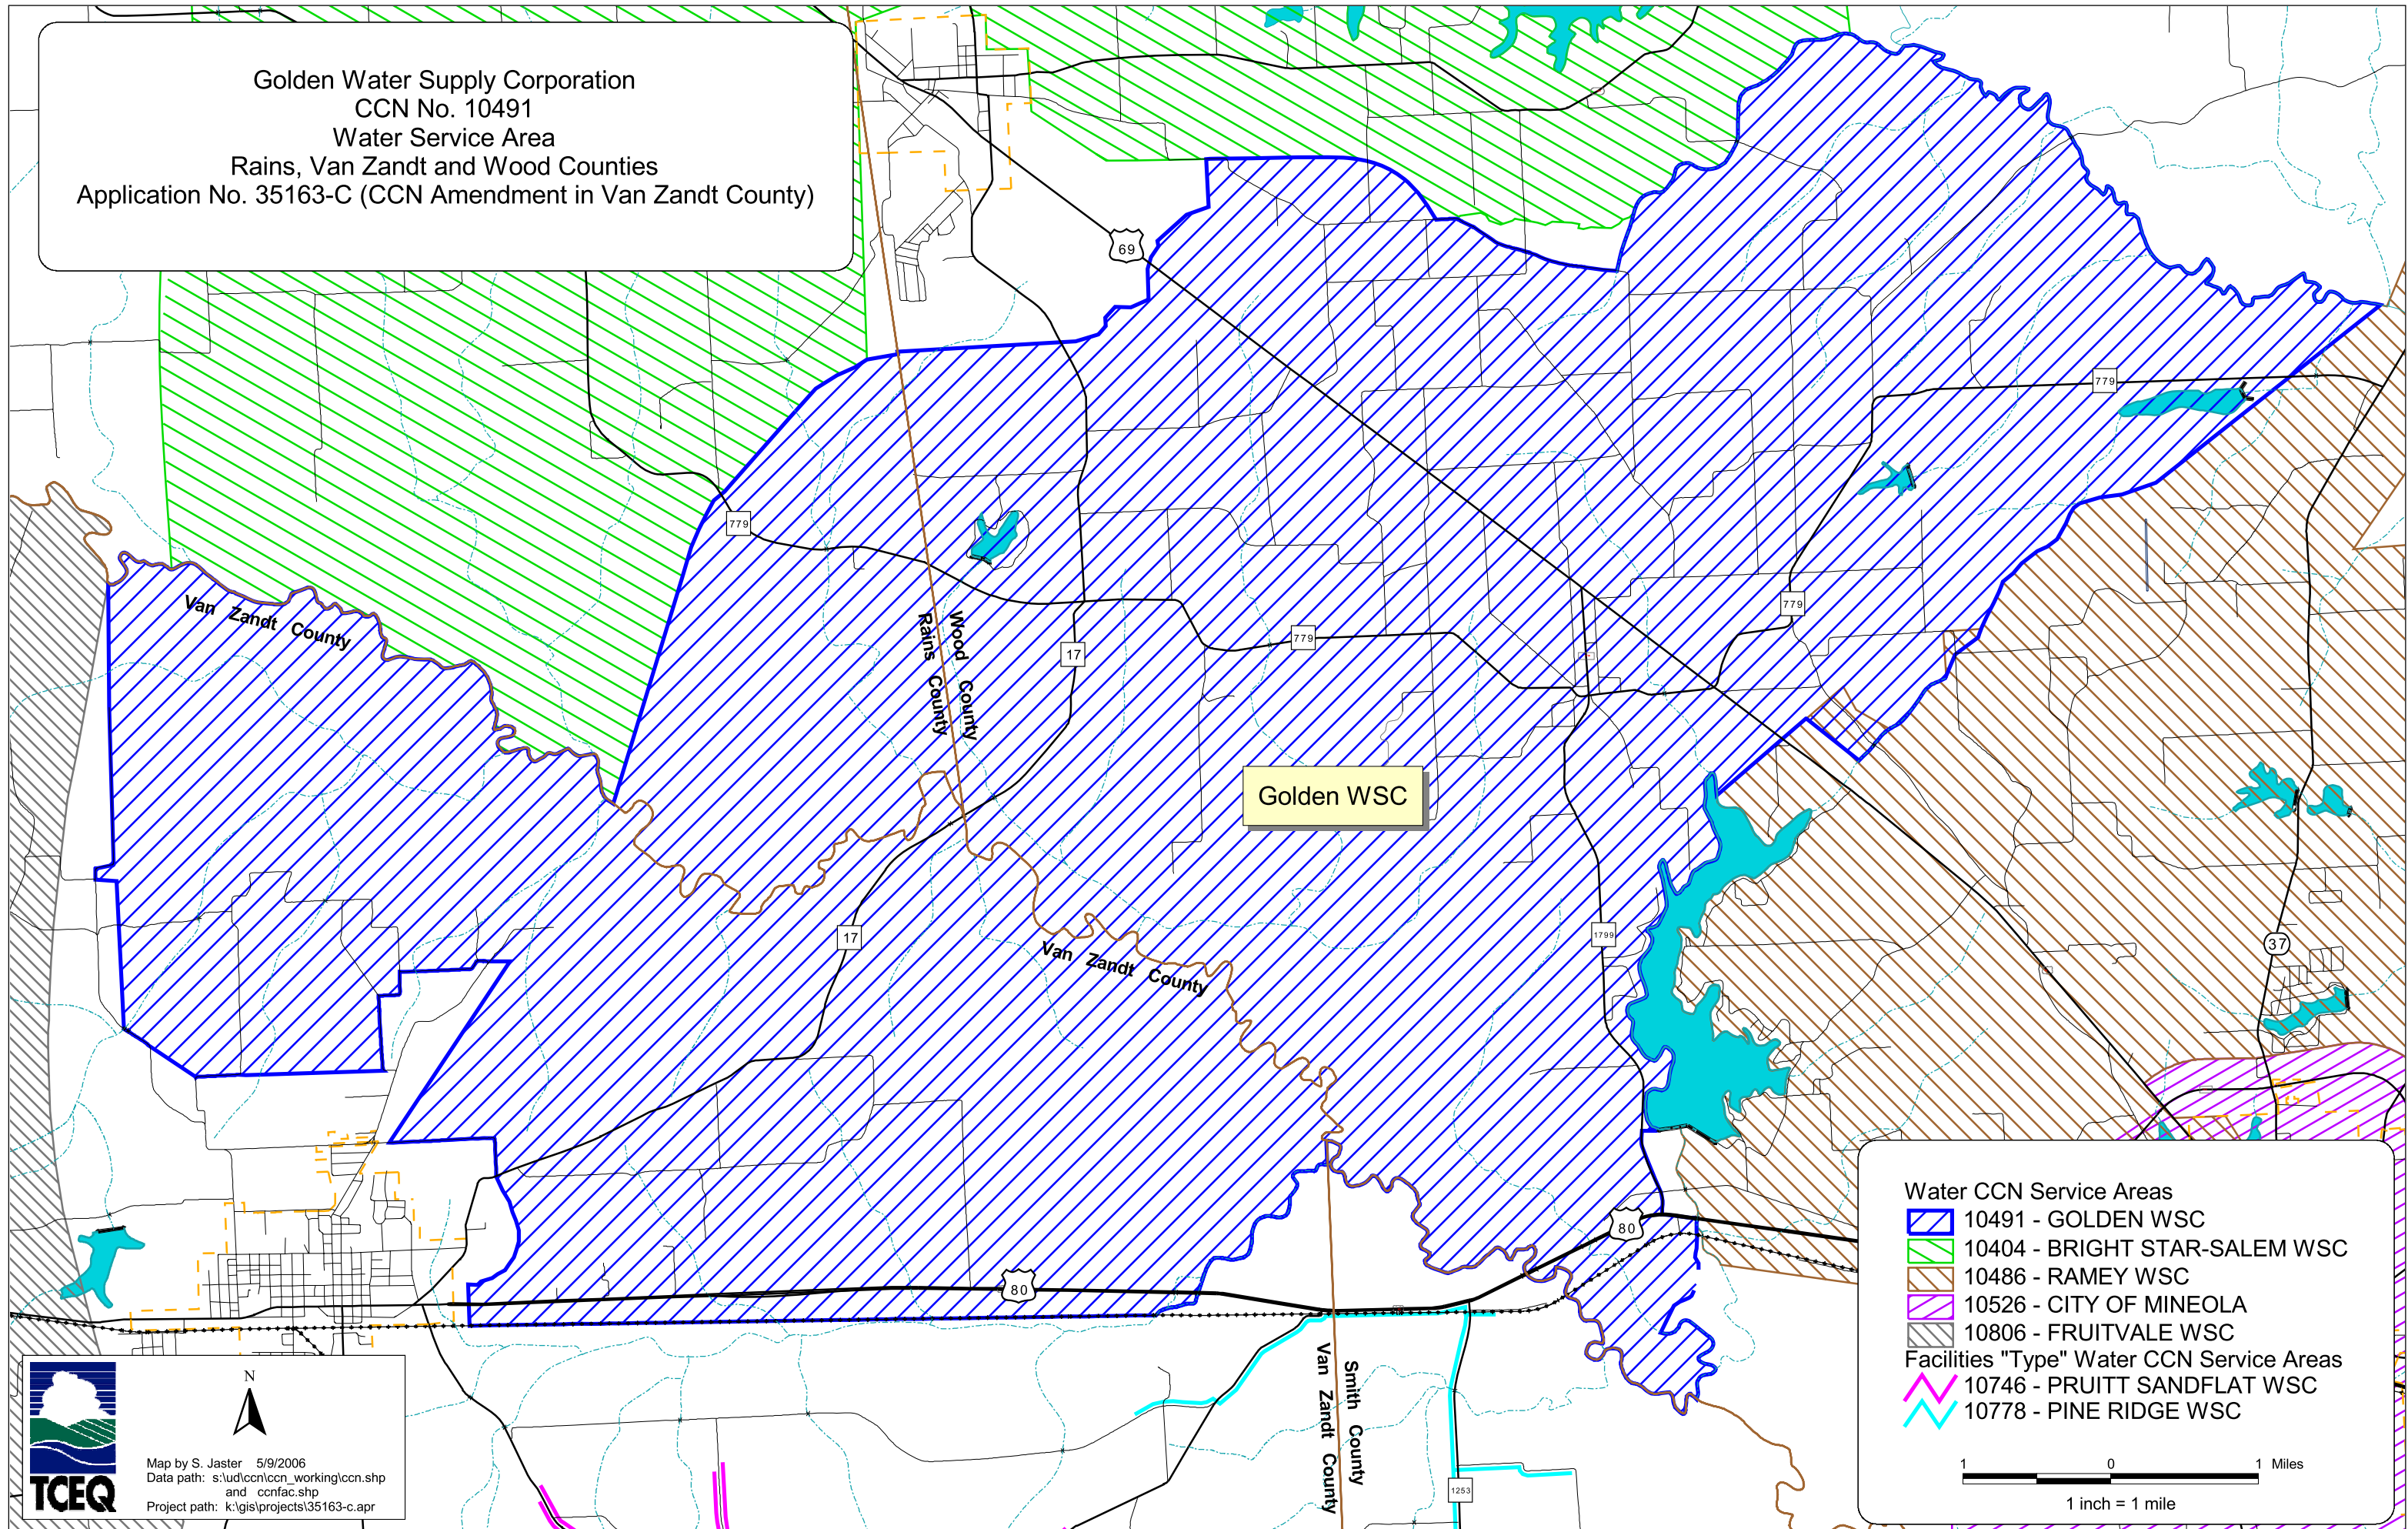 Golden Water Supply Corporation
CCN No. 10491
Water Service Area
Rains, Van Zandt and Wood Counties
Application No. 35163-C (CCN Amendment in Van Zandt County)
69
779
779
Van Zandt County
Wood County
Rains County
17
779
779
Golden WSC
17
Van Zandt County
1799
37
80
80
Smith County
Van Zandt County
1253
Water CCN Service Areas
10491 - GOLDEN WSC
10404 - BRIGHT STAR-SALEM WSC
10486 - RAMEY WSC
10526 - CITY OF MINEOLA
10806 - FRUITVALE WSC
Facilities "Type" Water CCN Service Areas
10746 - PRUITT SANDFLAT WSC
10778 - PINE RIDGE WSC
1 0 1 Miles
1 inch = 1 mile
N
TCEQ
Map by S. Jaster 5/9/2006
Data path: s:\ud\ccn\ccn_working\ccn.shp
and ccnfac.shp
Project path: k:\gis\projects\35163-c.apr